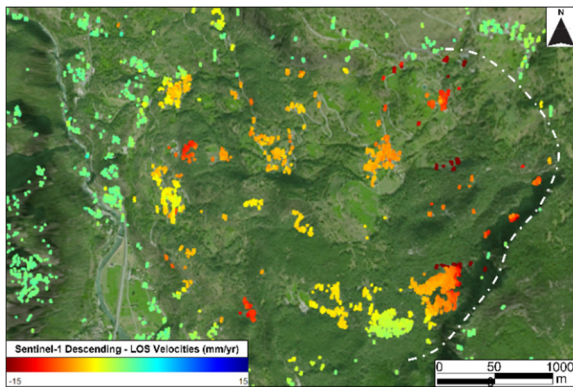 N
Sentinel-1 Descending - LOS Velocities (mm/yr)
-15 15
0 50 1000
m